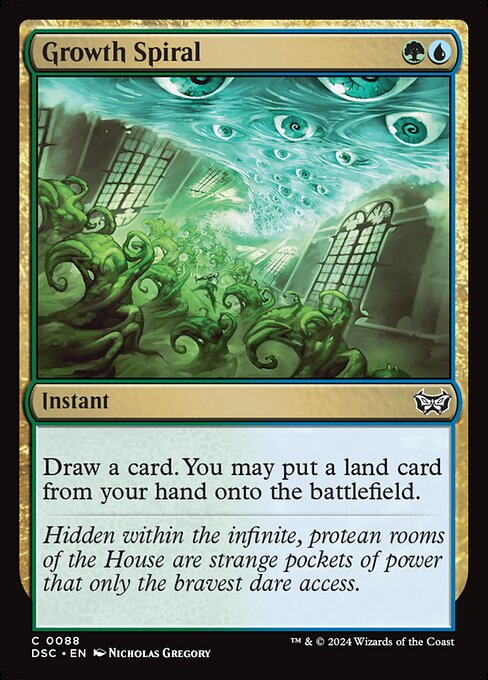 Growth Spiral
Instant
Draw a card. You may put a land card
from your hand onto the battlefield.
Hidden within the infinite, protean rooms
of the House are strange pockets of power
that only the bravest dare access.
C 0088
™ & © 2024 Wizards of the Coast
DSC • EN Nicholas Gregory